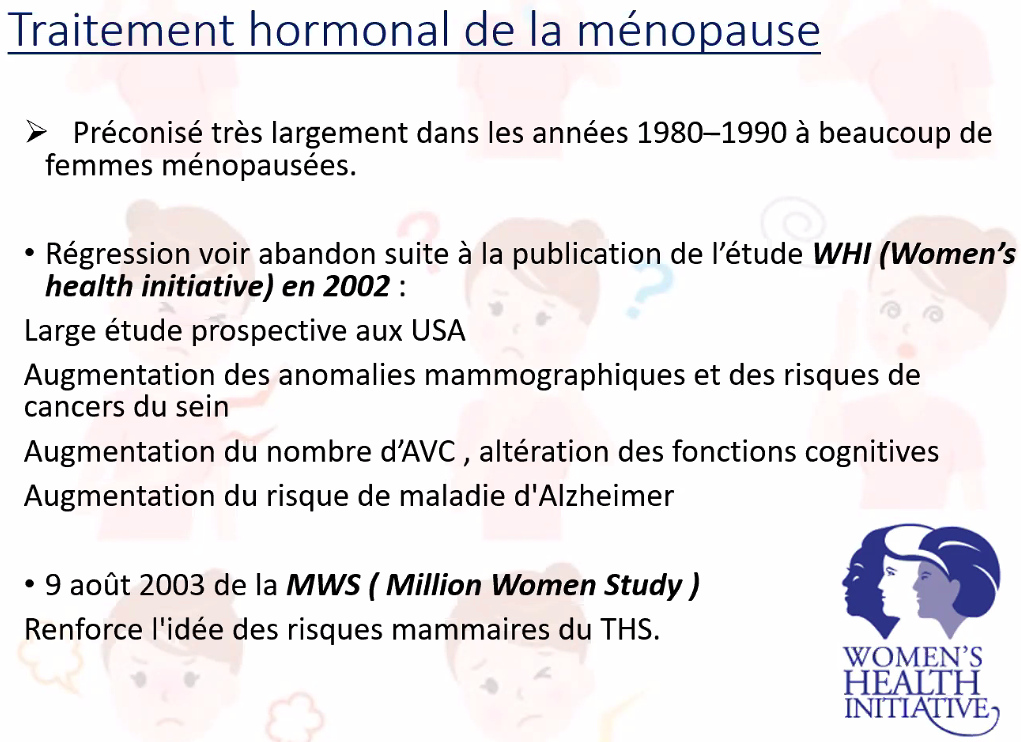 Traitement hormonal de la ménopause
➢ Préconisé très largement dans les années 1980–1990 à beaucoup de
femmes ménopausées.
• Régression voir abandon suite à la publication de l’étude WHI (Women’s
health initiative) en 2002 :
Large étude prospective aux USA
Augmentation des anomalies mammographiques et des risques de
cancers du sein
Augmentation du nombre d’AVC , altération des fonctions cognitives
Augmentation du risque de maladie d'Alzheimer
• 9 août 2003 de la MWS ( Million Women Study )
Renforce l'idée des risques mammaires du THS.
WOMEN'S
HEALTH
INITIATIVE